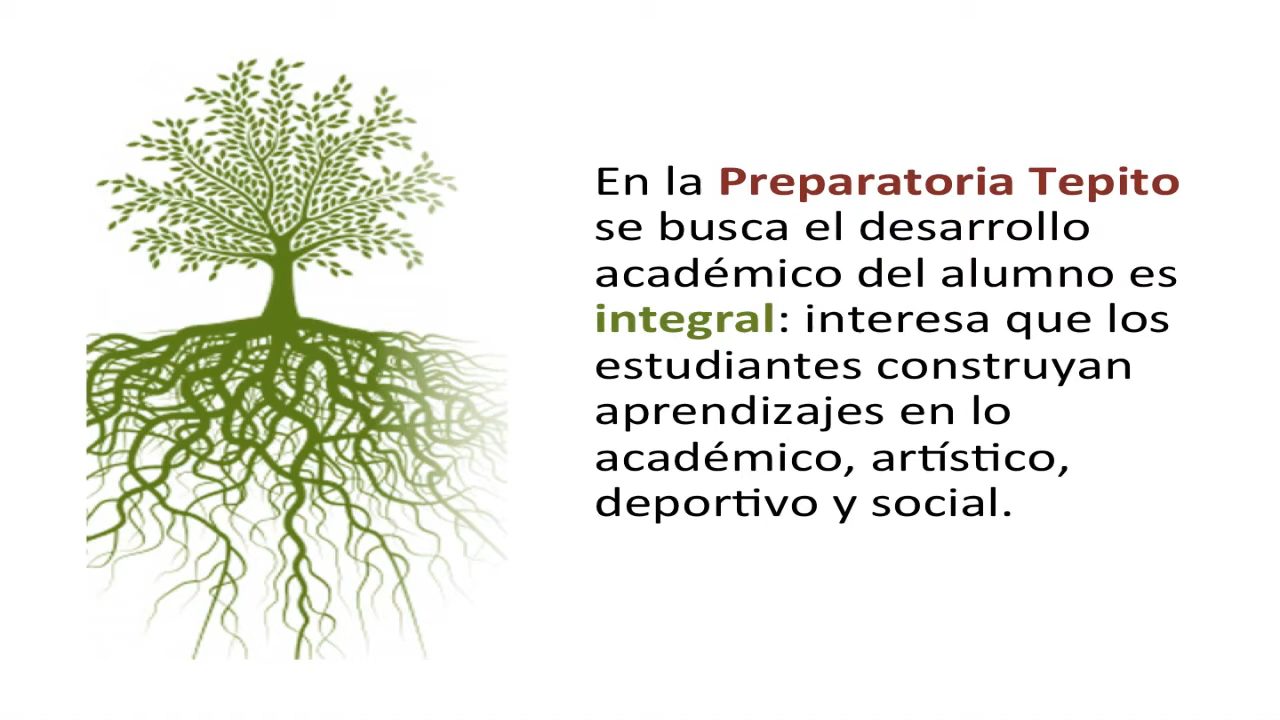 En la Preparatoria Tepito
se busca el desarrollo
académico del alumno es
integral: interesa que los
estudiantes construyan
aprendizajes en lo
académico, artístico,
deportivo y social.